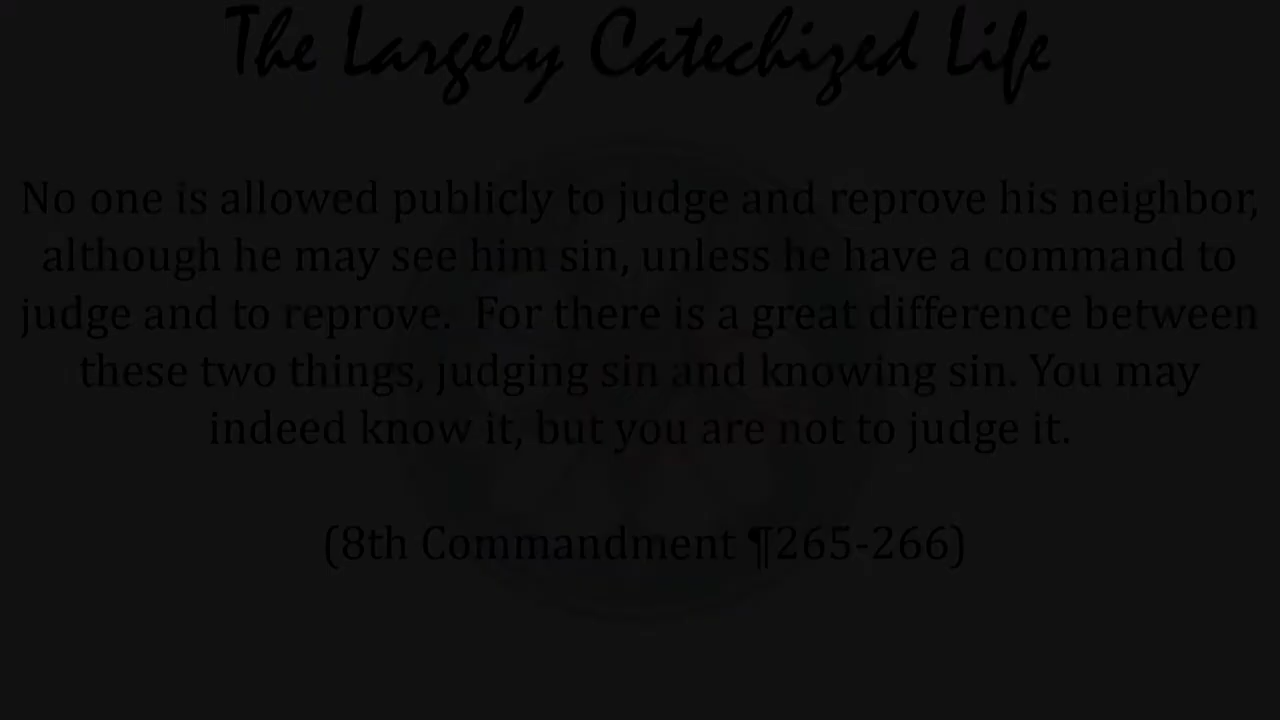 The Largely Catechized Life
No one is allowed publicly to judge and reprove his neighbor,
although he may see him sin, unless he have a command to
judge and to reprove.  For there is a great difference between
these two things, judging sin and knowing sin. You may
indeed know it, but you are not to judge it.
(8th Commandment ¶265-266)